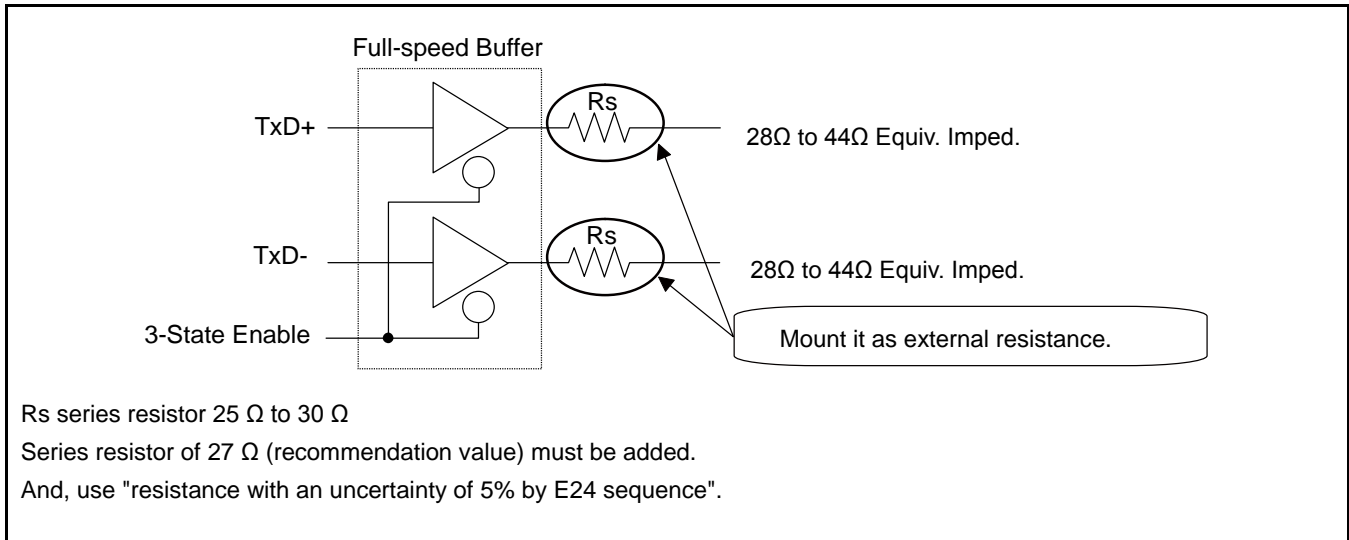 Full-speed Buffer
TxD+
Rs
28Ω to 44Ω Equiv. Imped.
TxD-
Rs
28Ω to 44Ω Equiv. Imped.
3-State Enable
Mount it as external resistance.
Rs series resistor 25 Ω to 30 Ω
Series resistor of 27 Ω (recommendation value) must be added.
And, use "resistance with an uncertainty of 5% by E24 sequence".